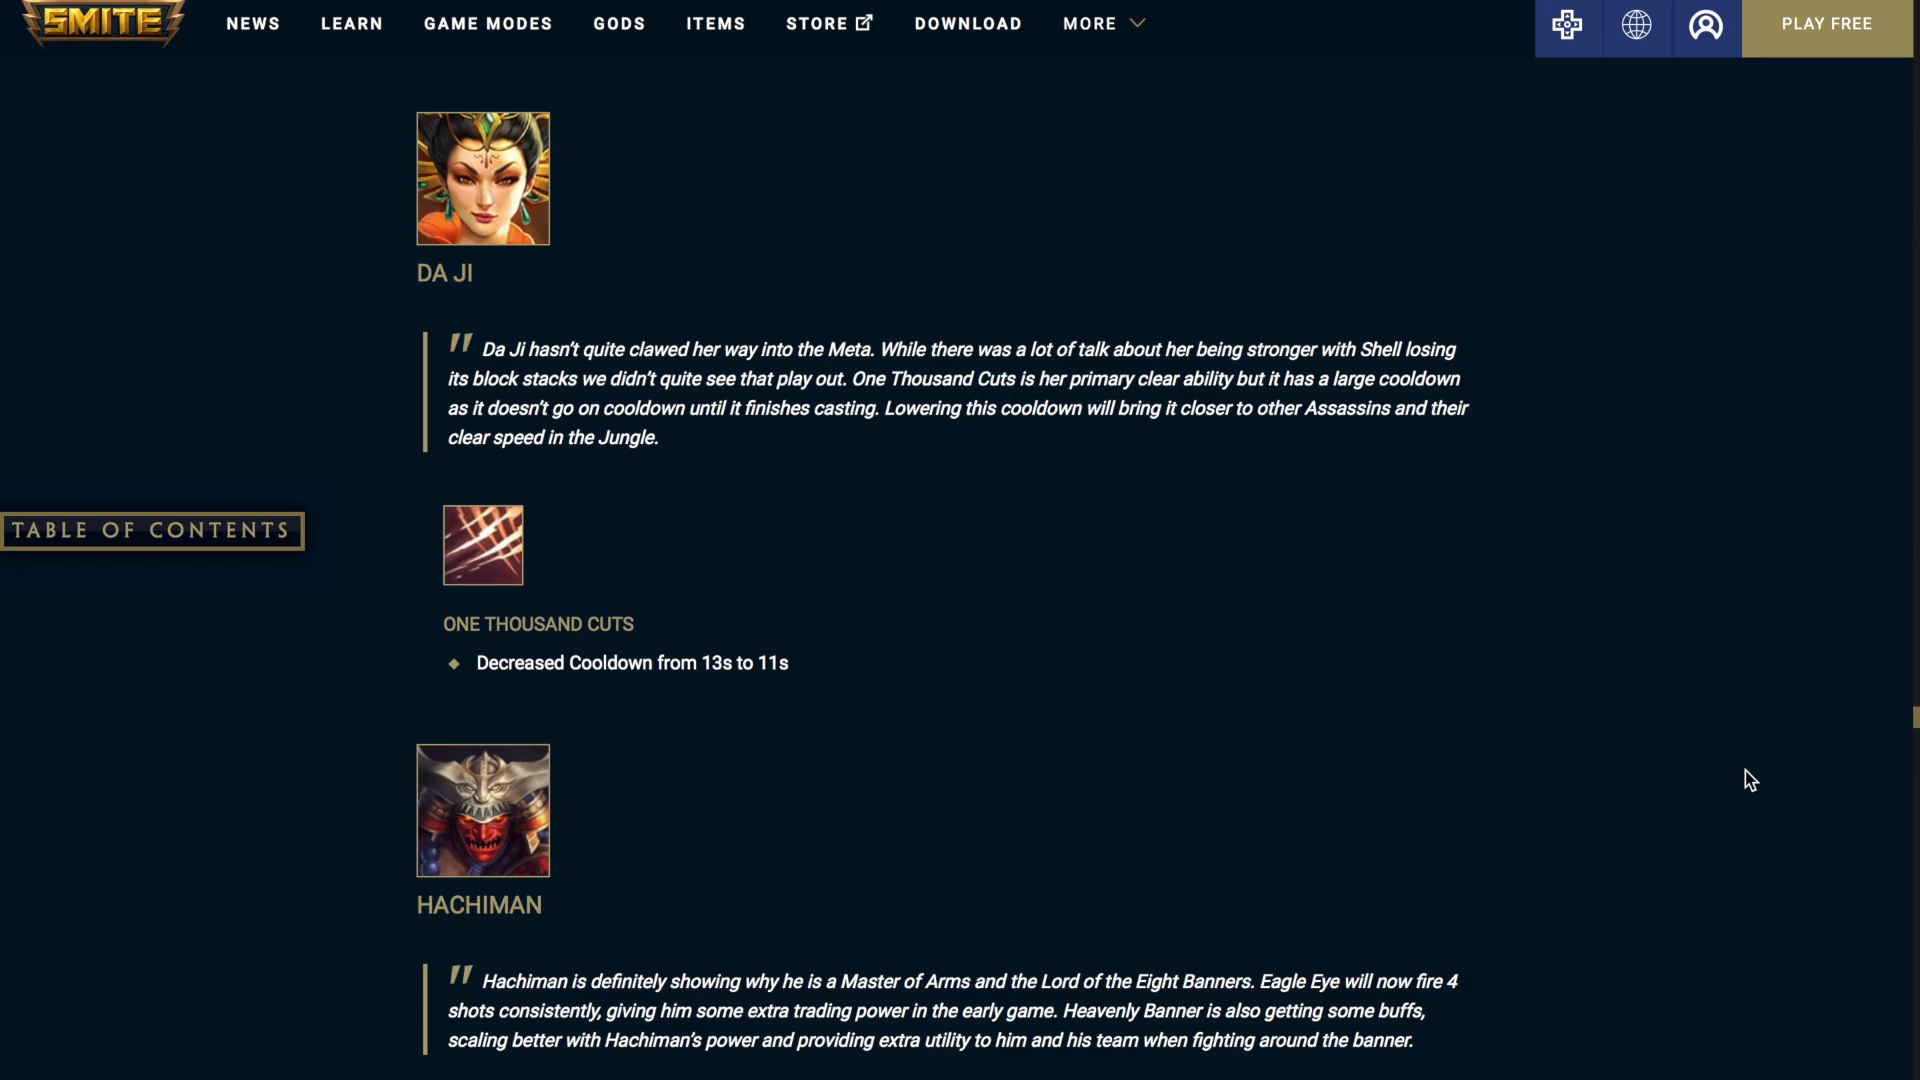 SMITE
NEWS LEARN GAME MODES GODS ITEMS STORE DOWNLOAD MORE PLAY FREE
DA JI
" Da Ji hasn't quite clawed her way into the Meta. While there was a lot of talk about her being stronger with Shell losing
its block stacks we didn't quite see that play out. One Thousand Cuts is her primary clear ability but it has a large cooldown
as it doesn't go on cooldown until it finishes casting. Lowering this cooldown will bring it closer to other Assassins and their
clear speed in the Jungle.
TABLE OF CONTENTS
ONE THOUSAND CUTS
◆ Decreased Cooldown from 13s to 11s
HACHIMAN
" Hachiman is definitely showing why he is a Master of Arms and the Lord of the Eight Banners. Eagle Eye will now fire 4
shots consistently, giving him some extra trading power in the early game. Heavenly Banner is also getting some buffs,
scaling better with Hachiman's power and providing extra utility to him and his team when fighting around the banner.